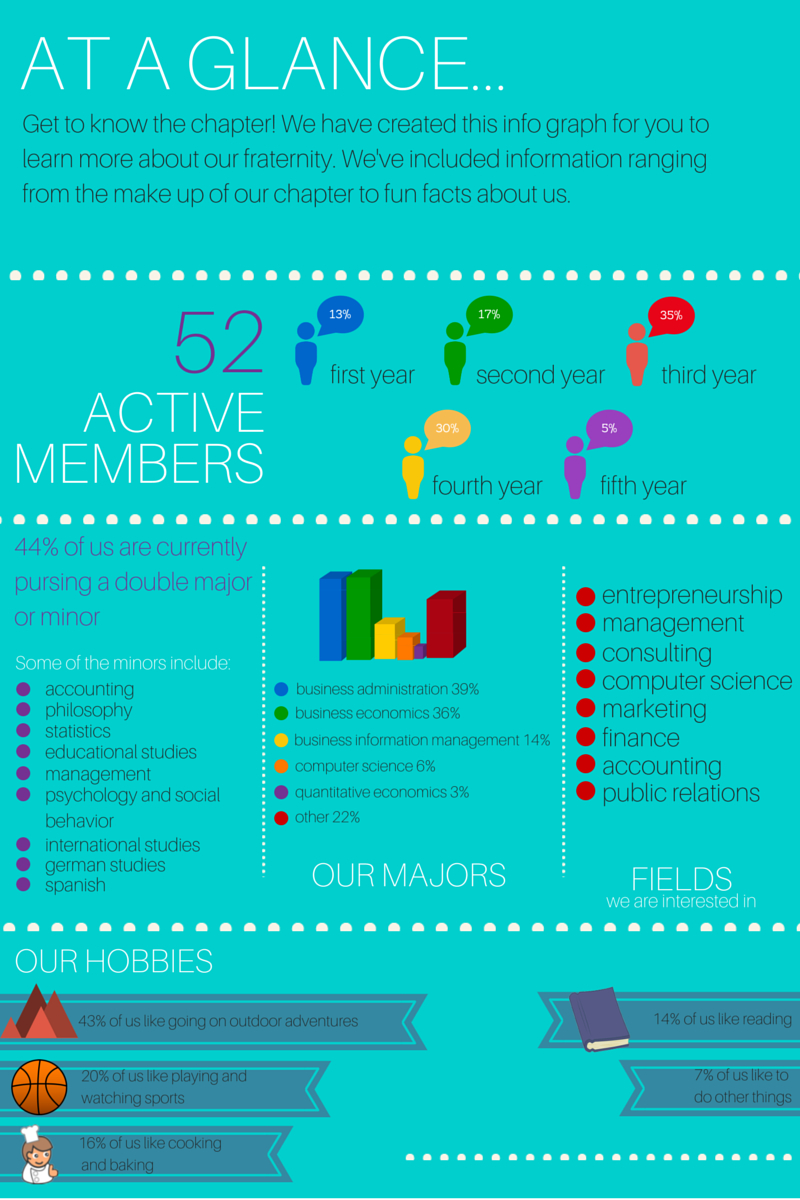 AT A GLANCE...
Get to know the chapter! We have created this info graph for you to
learn more about our fraternity. We've included information ranging
from the make up of our chapter to fun facts about us.
52
ACTIVE
MEMBERS
13%
first year
17%
second year
35%
third year
30%
fourth year
5%
fifth year
44% of us are currently
pursing a double major
or minor
Some of the minors include:
accounting
philosophy
statistics
educational studies
management
psychology and social
behavior
international studies
german studies
spanish
business administration 39%
business economics 36%
business information management 14%
computer science 6%
quantitative economics 3%
other 22%
OUR MAJORS
entrepreneurship
management
consulting
computer science
marketing
finance
accounting
public relations
FIELDS
we are interested in
OUR HOBBIES
43% of us like going on outdoor adventures
20% of us like playing and
watching sports
16% of us like cooking
and baking
14% of us like reading
7% of us like to
do other things